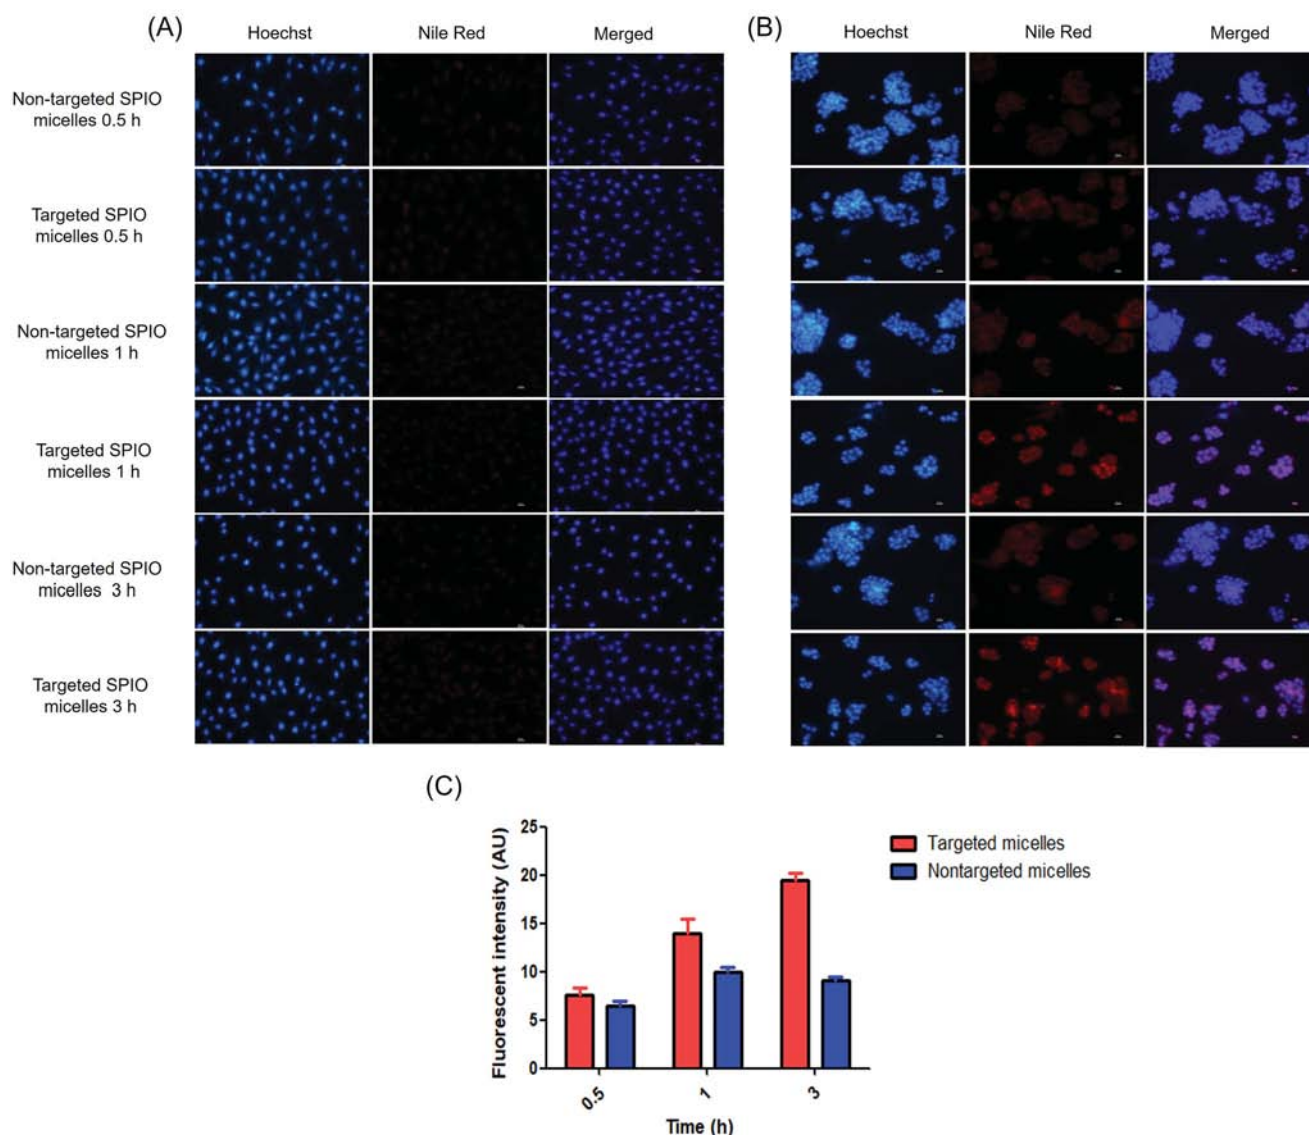 (A)
Hoechst Nile Red Merged
(B)
Hoechst Nile Red Merged
Non-targeted SPIO
micelles 0.5 h
Targeted SPIO
micelles 0.5 h
Non-targeted SPIO
micelles 1 h
Targeted SPIO
micelles 1 h
Non-targeted SPIO
micelles 3 h
Targeted SPIO
micelles 3 h
(C)
Fluorescent intensity (AU)
25
20
15
10
5
0
0.5 1 3
Time (h)
Targeted micelles
Nontargeted micelles